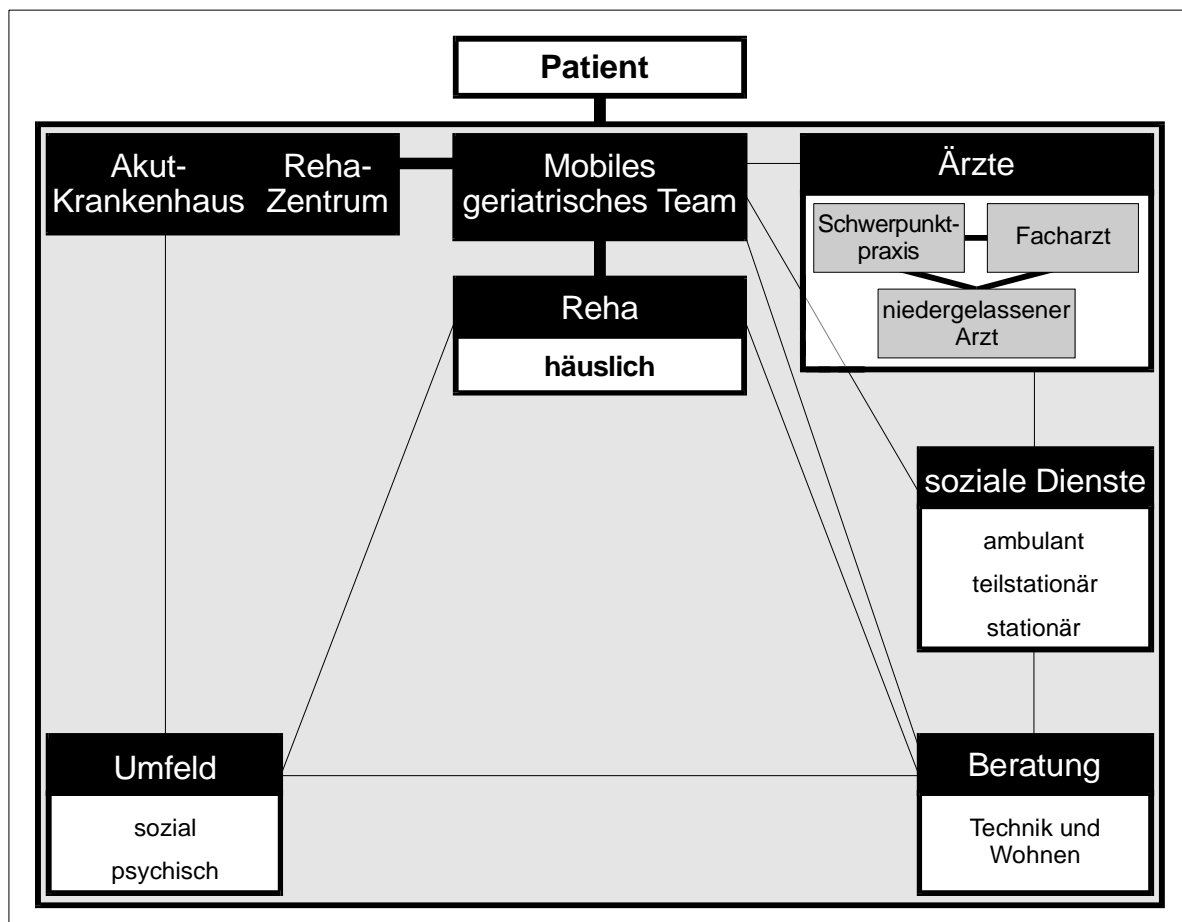 Patient
Akut-
Krankenhaus
Reha-
Zentrum
Mobiles
geriatrisches Team
Ärzte
Schwerpunkt-
praxis
Facharzt
niedergelassener
Arzt
Reha
häuslich
soziale Dienste
ambulant
teilstationär
stationär
Umfeld
sozial
psychisch
Beratung
Technik und
Wohnen